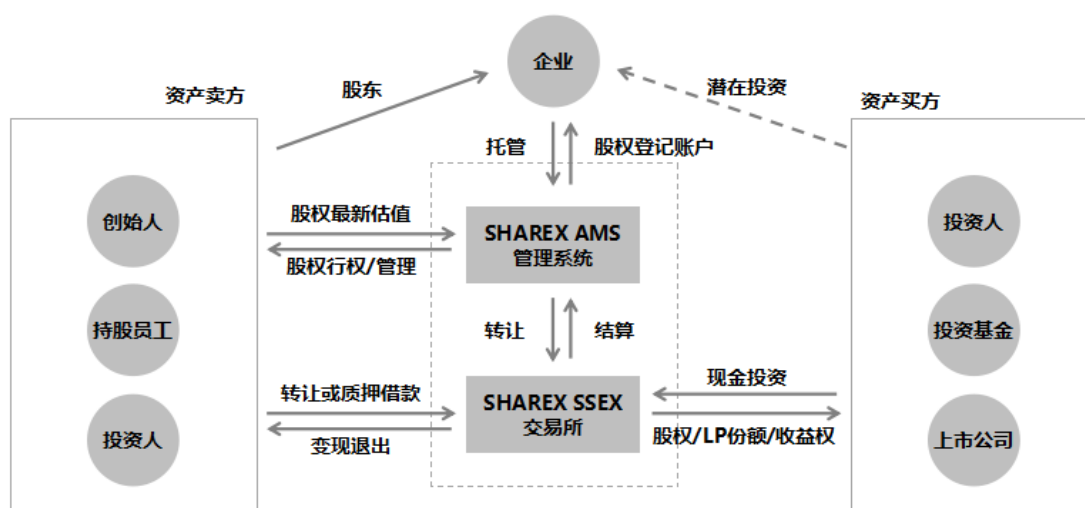 企业
资产卖方
股东
潜在投资
资产买方
托管
股权登记账户
创始人
股权最新估值
股权行权/管理
SHAREX AMS
管理系统
投资人
持股员工
转让
结算
投资基金
转让或质押借款
变现退出
SHAREX SSEX
交易所
现金投资
股权/LP份额/收益权
投资人
上市公司